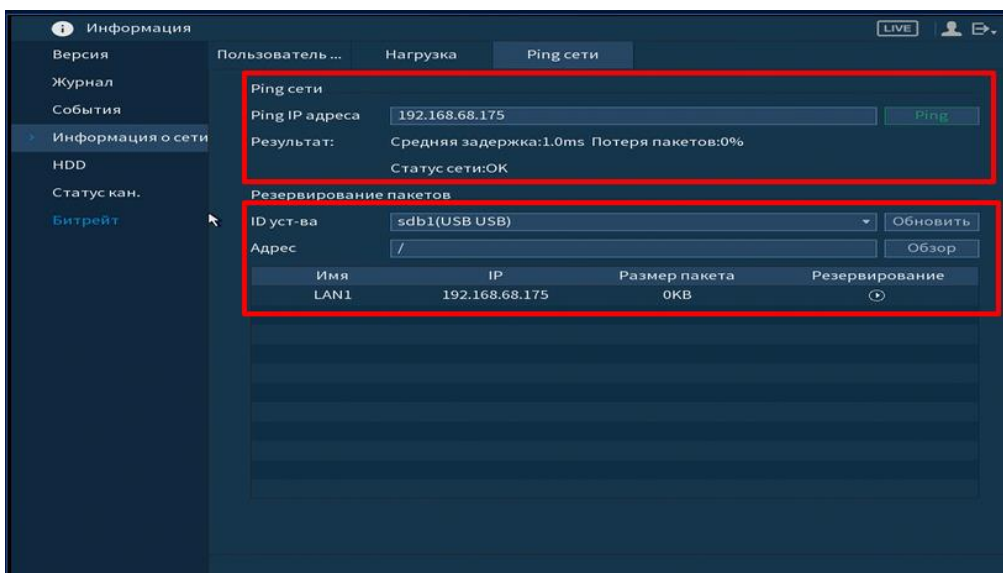 Информация
LIVE
Версия
Журнал
События
Информация о сети
HDD
Статус кан.
Битрейт
Пользователь... Нагрузка Ping сети
Ping сети
Ping IP адреса 192.168.68.175 Ping
Результат: Средняя задержка:1.0ms Потеря пакетов:0%
Статус сети:OK
Резервирование пакетов
ID уст-ва sdb1(USB USB) Обновить
Адрес / Обзор
Имя IP Размер пакета Резервирование
LAN1 192.168.68.175 0KB